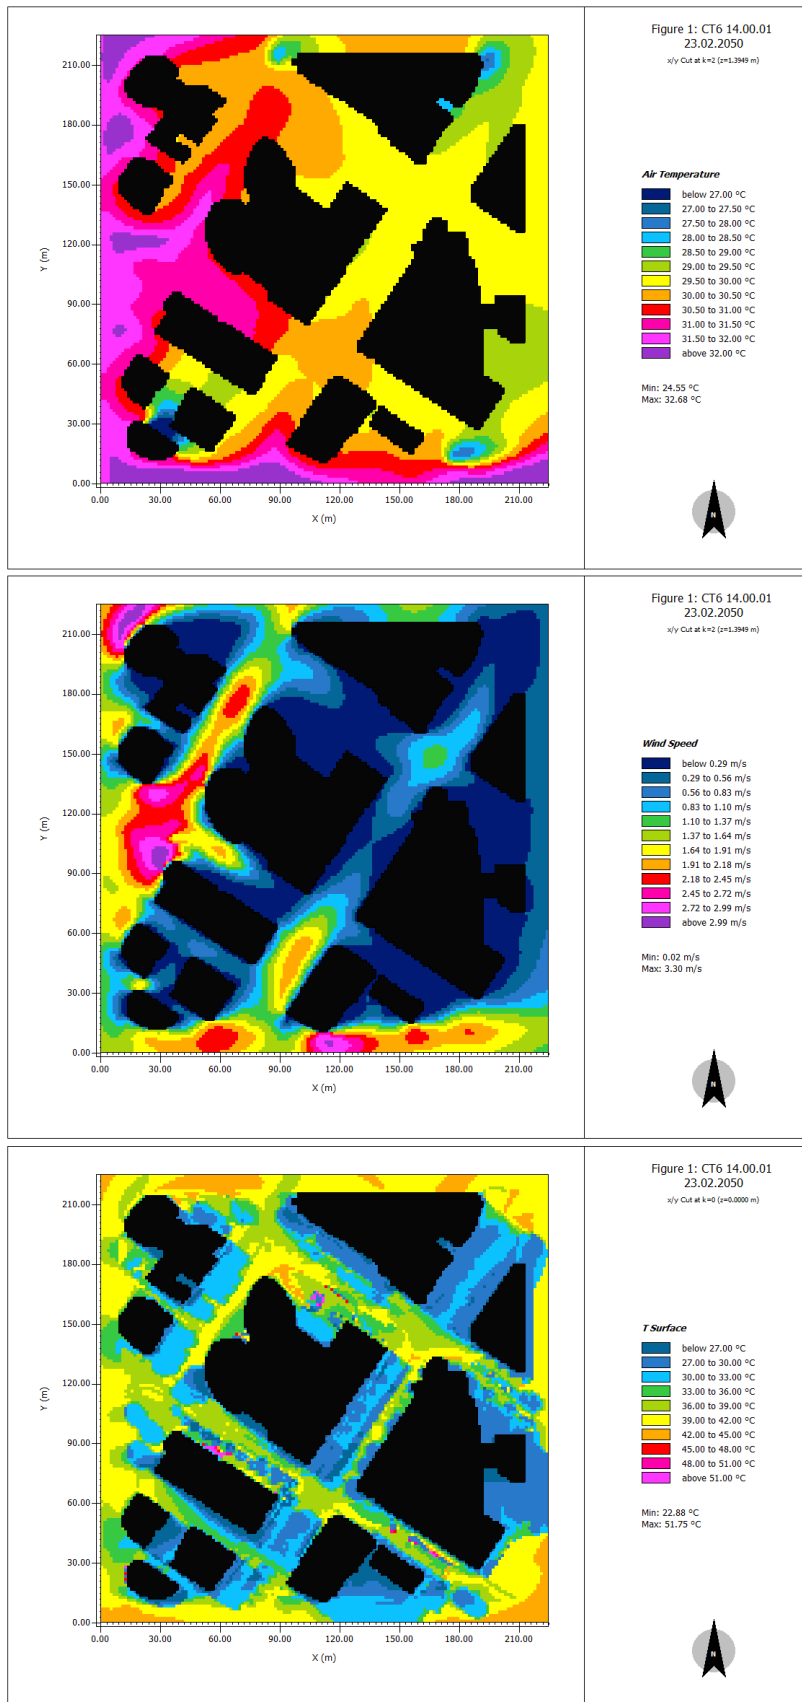 Figure 1: CT6 14.00.01
23.02.2050
x/y Cut at k=2 (z=1.3949 m)
Air Temperature
below 27.00 °C
27.00 to 27.50 °C
27.50 to 28.00 °C
28.00 to 28.50 °C
28.50 to 29.00 °C
29.00 to 29.50 °C
29.50 to 30.00 °C
30.00 to 30.50 °C
30.50 to 31.00 °C
31.00 to 31.50 °C
31.50 to 32.00 °C
above 32.00 °C
Min: 24.55 °C
Max: 32.68 °C
N
210.00
180.00
150.00
120.00
90.00
60.00
30.00
0.00
Y (m)
0.00 30.00 60.00 90.00 120.00 150.00 180.00 210.00
X (m)
Figure 1: CT6 14.00.01
23.02.2050
x/y Cut at k=2 (z=1.3949 m)
Wind Speed
below 0.29 m/s
0.29 to 0.56 m/s
0.56 to 0.83 m/s
0.83 to 1.10 m/s
1.10 to 1.37 m/s
1.37 to 1.64 m/s
1.64 to 1.91 m/s
1.91 to 2.18 m/s
2.18 to 2.45 m/s
2.45 to 2.72 m/s
2.72 to 2.99 m/s
above 2.99 m/s
Min: 0.02 m/s
Max: 3.30 m/s
N
210.00
180.00
150.00
120.00
90.00
60.00
30.00
0.00
Y (m)
0.00 30.00 60.00 90.00 120.00 150.00 180.00 210.00
X (m)
Figure 1: CT6 14.00.01
23.02.2050
x/y Cut at k=0 (z=0.0000 m)
T Surface
below 27.00 °C
27.00 to 30.00 °C
30.00 to 33.00 °C
33.00 to 36.00 °C
36.00 to 39.00 °C
39.00 to 42.00 °C
42.00 to 45.00 °C
45.00 to 48.00 °C
48.00 to 51.00 °C
above 51.00 °C
Min: 22.88 °C
Max: 51.75 °C
N
210.00
180.00
150.00
120.00
90.00
60.00
30.00
0.00
Y (m)
0.00 30.00 60.00 90.00 120.00 150.00 180.00 210.00
X (m)